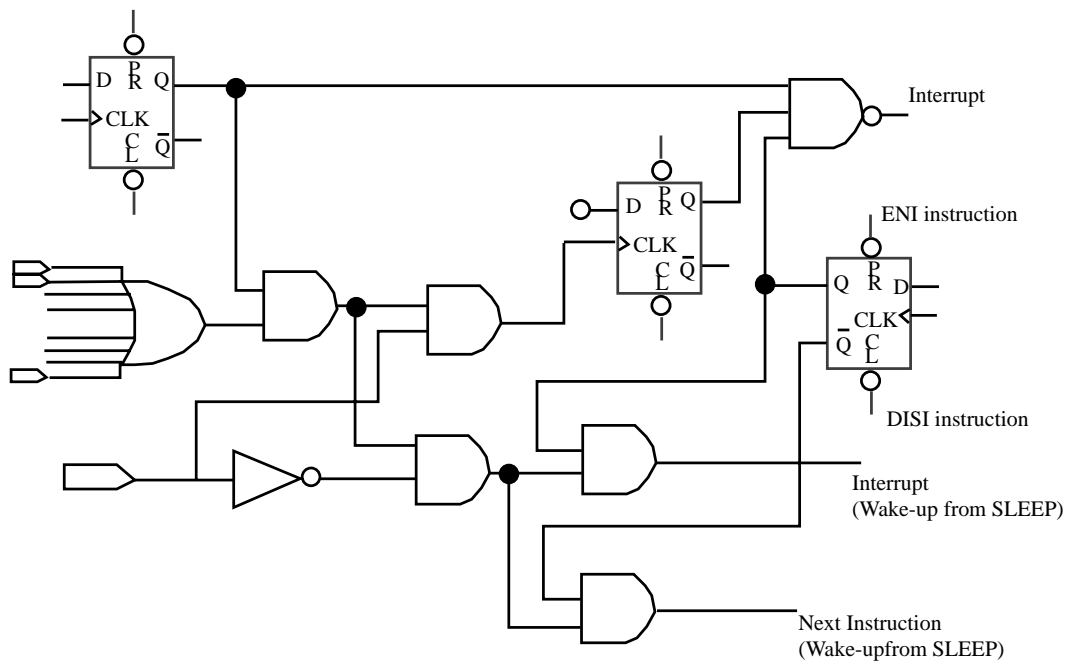 P
R
D
Q
CLK
C
L
Q
Interrupt
P
R
D
Q
CLK
C
L
Q
ENI instruction
P
R
Q
D
CLK
C
L
Q
DISI instruction
Interrupt
(Wake-up from SLEEP)
Next Instruction
(Wake-upfrom SLEEP)